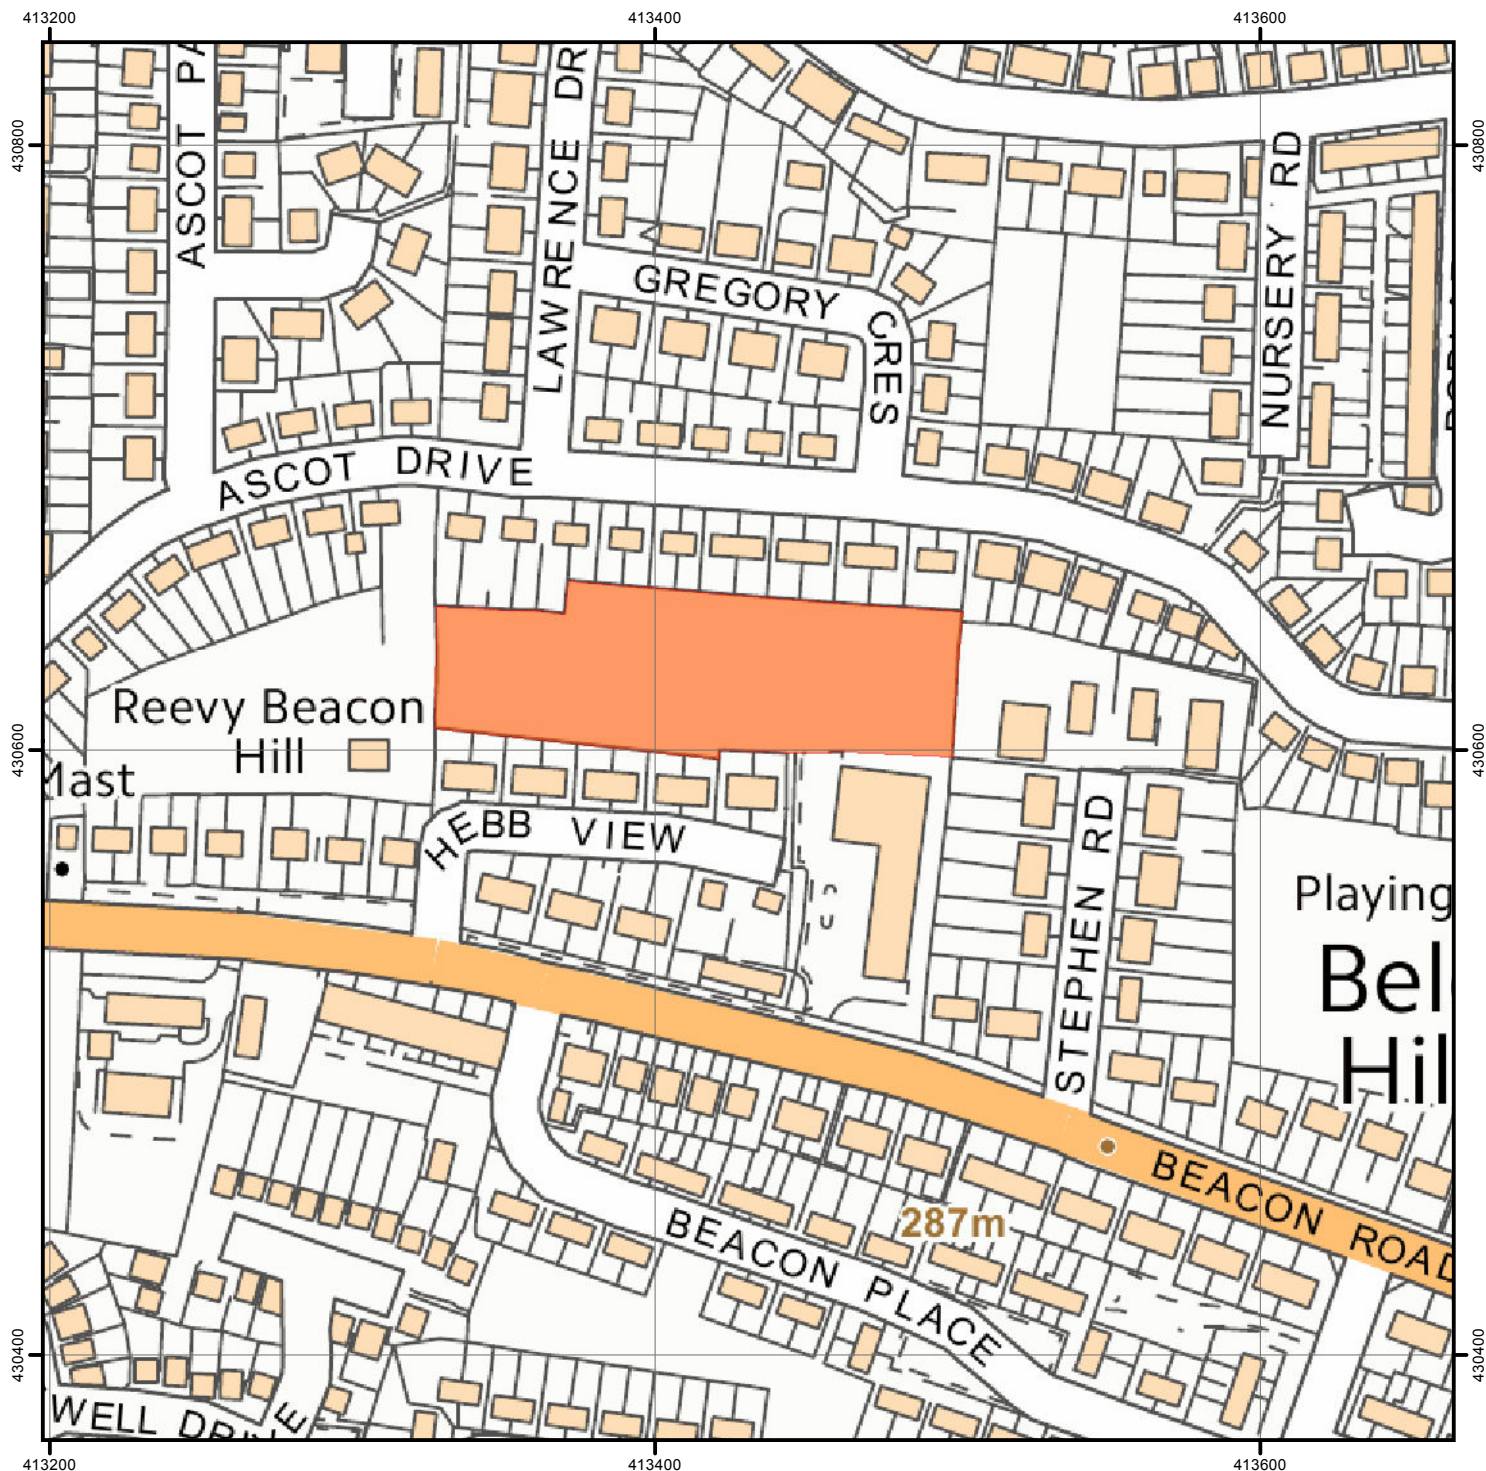 413200
413400
413600
430800
430800
ASCOT PA
LAWRENCE DR
NURSERY RD
GREGORY CRES
ASCOT DRIVE
Reevy Beacon
Hill
430600
430600
Mast
HEBB VIEW
STEPHEN RD
Playing
Bel
Hil
BEACON ROAD
287m
BEACON PLACE
430400
430400
WELL DRIVE
413200
413400
413600